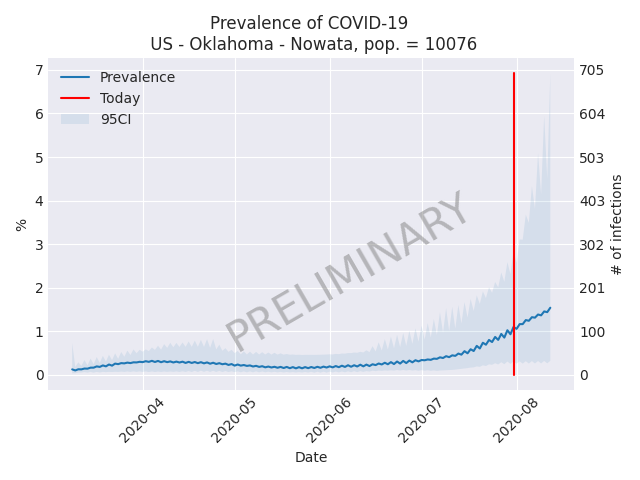 Prevalence of COVID-19
US - Oklahoma - Nowata, pop. = 10076
Prevalence
Today
95CI
7
6
5
4
3
2
1
0
%
705
604
503
403
302
201
100
0
# of infections
PRELIMINARY
2020-04
2020-05
2020-06
2020-07
2020-08
Date